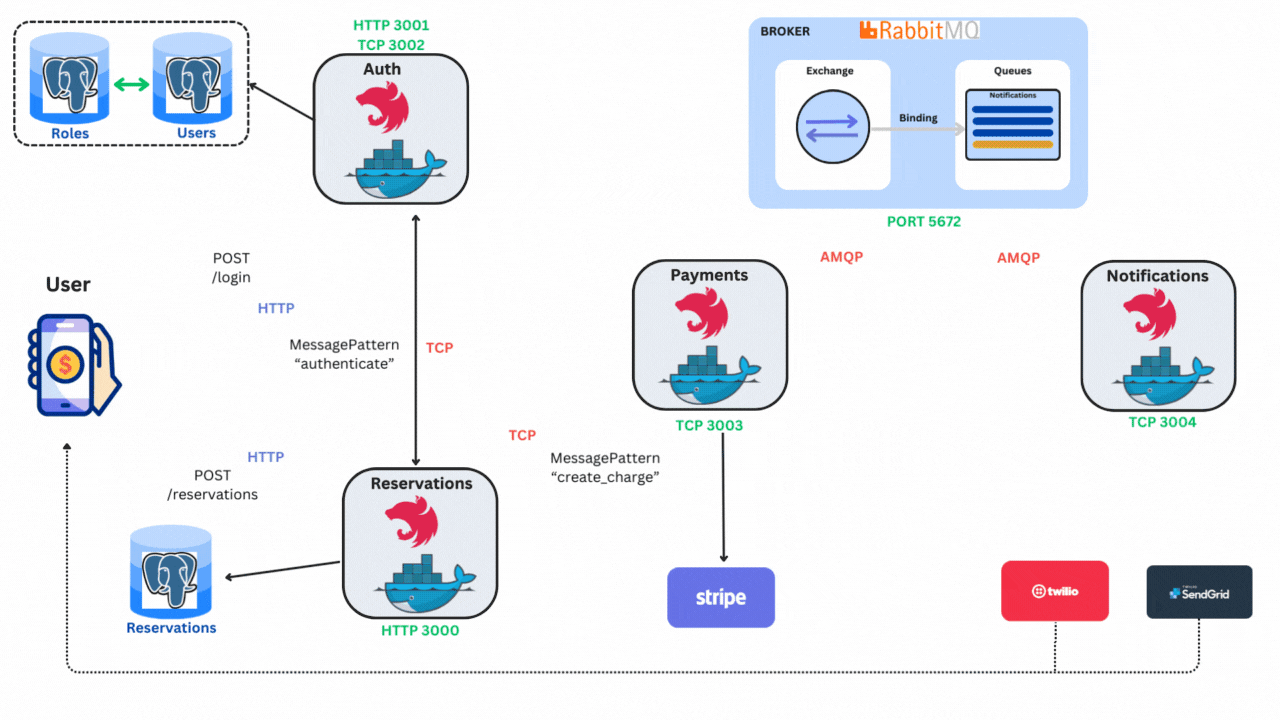 HTTP 3001
TCP 3002
Auth
Roles
Users
BROKER
RabbitMQ
Exchange
Queues
Notifications
Binding
PORT 5672
POST
/login
HTTP
User
MessagePattern
“authenticate”
TCP
AMQP
AMQP
Payments
TCP 3003
Notifications
TCP 3004
HTTP
POST
/reservations
TCP
MessagePattern
“create_charge”
Reservations
HTTP 3000
Reservations
stripe
twilio
TWILIO
SendGrid